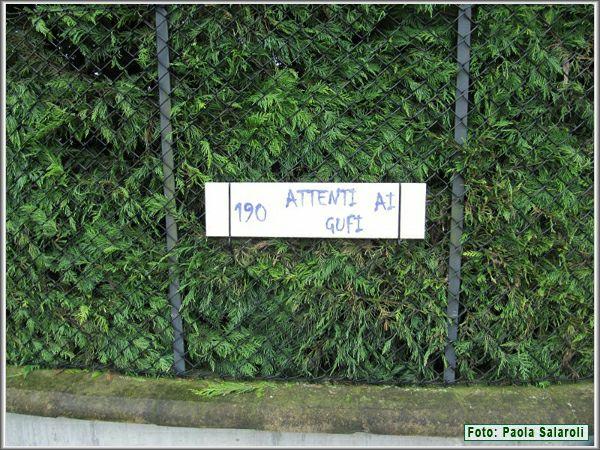 190 ATTENTI AI
GUFI
Foto: Paola Salaroli